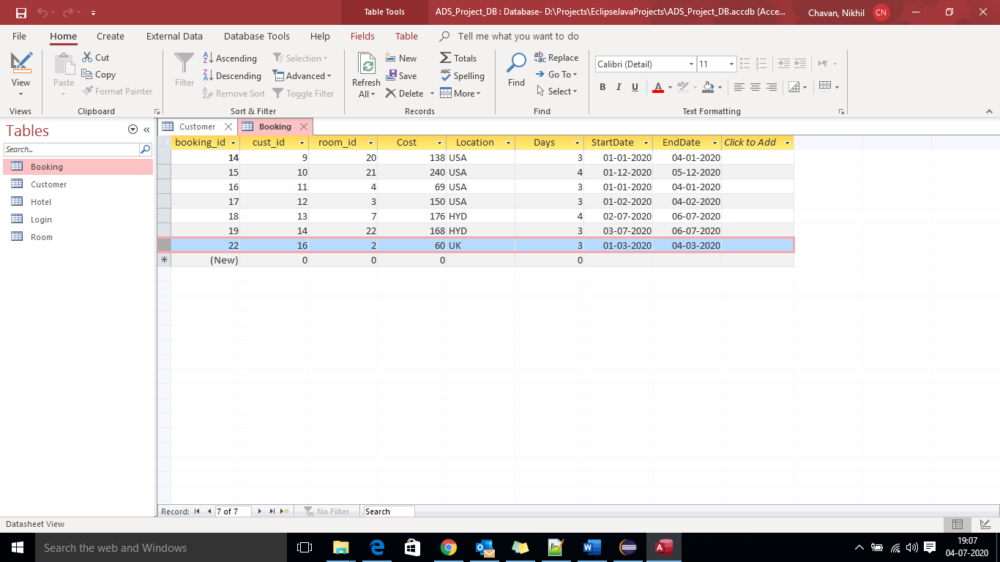 Table Tools
ADS_Project_DB : Database- D:\Projects\EclipseJavaProjects\ADS_Project_DB.accdb (Acce...
Chavan, Nikhil
CN
File Home Create External Data Database Tools Help Fields Table Tell me what you want to do
View
Views
Paste
Cut
Copy
Format Painter
Clipboard
Filter
Ascending
Descending
Remove Sort
Selection
Advanced
Toggle Filter
Sort & Filter
Refresh
All
New
Save
Delete
Totals
Spelling
More
Records
Find
Replace
Go To
Select
Find
Calibri (Detail) 11
B I U A
Text Formatting
Tables
Search...
Booking
Customer
Hotel
Login
Room
Customer Booking
booking_id cust_id room_id Cost Location Days StartDate EndDate Click to Add
14 9 20 138 USA 3 01-01-2020 04-01-2020
15 10 21 240 USA 4 01-12-2020 05-12-2020
16 11 4 69 USA 3 01-01-2020 04-01-2020
17 12 3 150 USA 3 01-02-2020 04-02-2020
18 13 7 176 HYD 4 02-07-2020 06-07-2020
19 14 22 168 HYD 3 03-07-2020 06-07-2020
22 16 2 60 UK 3 01-03-2020 04-03-2020
(New) 0 0 0 0
Record: 7 of 7 No Filter Search
Datasheet View
Search the web and Windows
19:07
04-07-2020